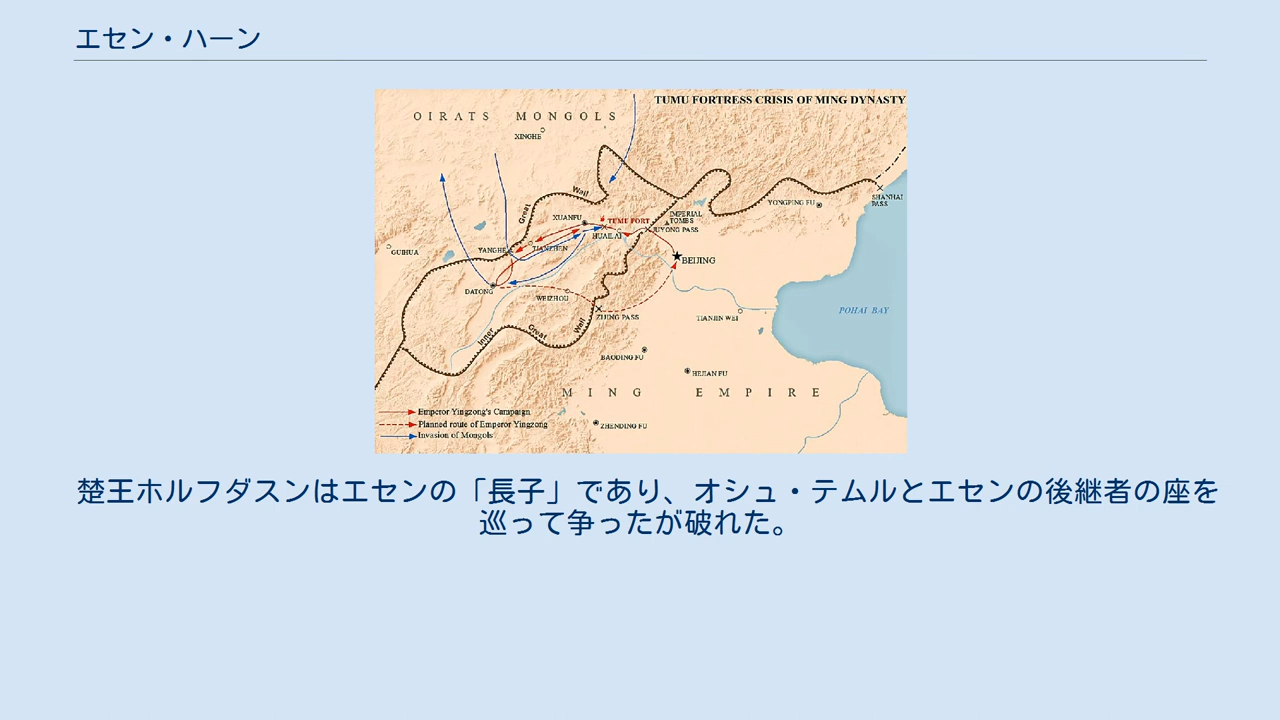 エセン・ハーン
TUMU FORTRESS CRISIS OF MING DYNASTY
OIRATS MONGOLS
XINGHE
SHANHAI
PASS
YONGPING FU
Great
Wall
XUANFU
TUMU FORT
IMPERIAL
TOMBS
HUAILAI
JUYONG PASS
YANGHE
TIANZHEN
GUIHUA
BEIJING
DATONG
WEIZHOU
ZIJING PASS
TIANJIN WEI
POHAI BAY
Inner
Great
Wall
BAODING FU
HEJIAN FU
MING EMPIRE
ZHENDING FU
Emperor Yingzong's Campaign
Planned route of Emperor Yingzong
Invasion of Mongols
楚王ホルフダスンはエセンの「長子」であり、オシュ・テムルとエセンの後継者の座を
巡って争ったが破れた。